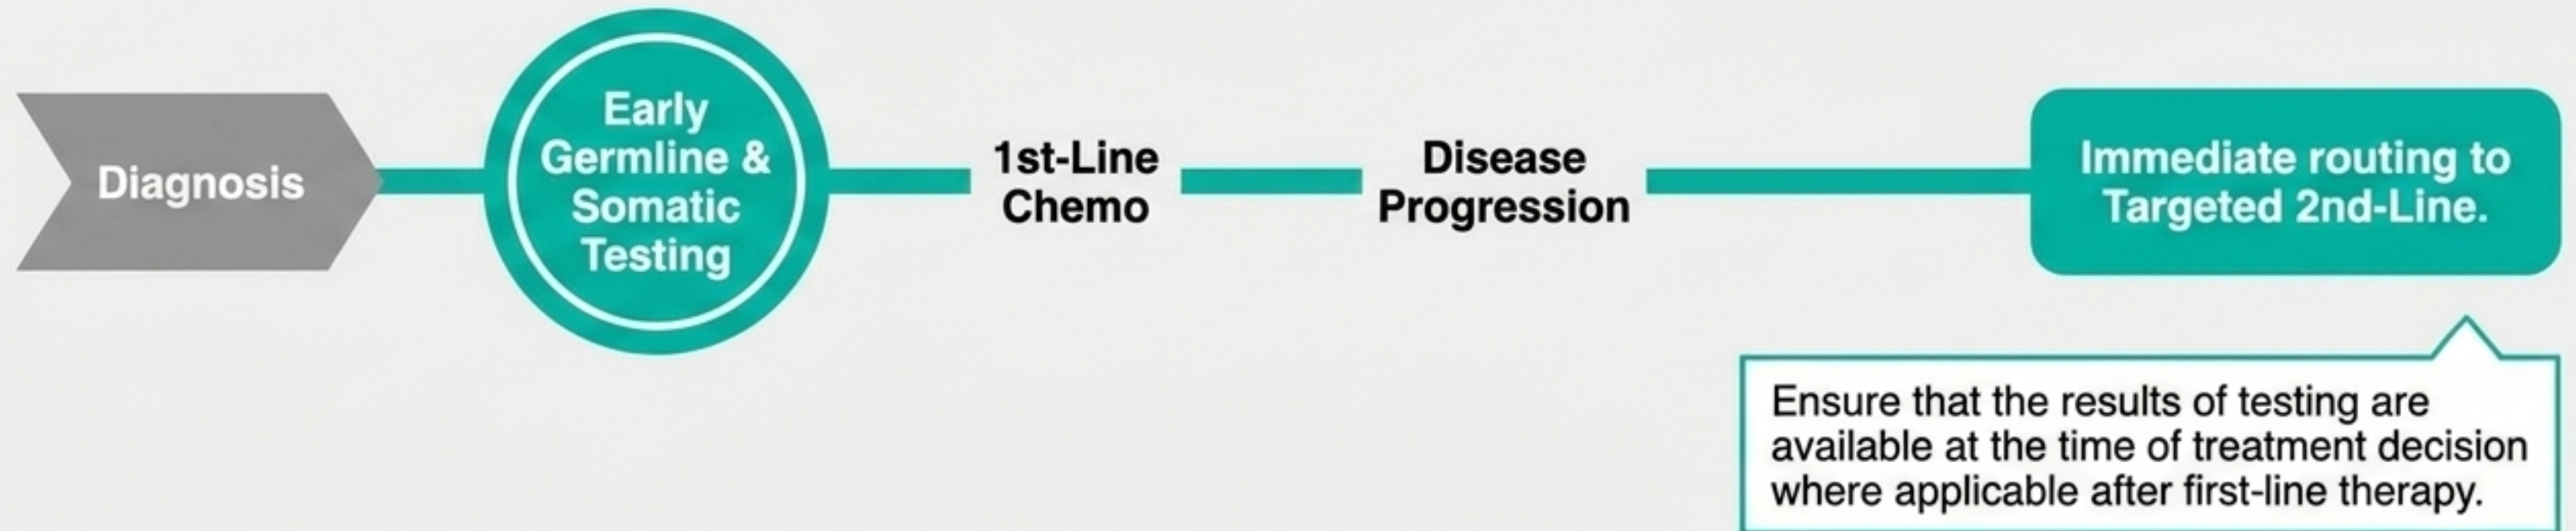 Diagnosis
Early
Germline &
Somatic
Testing
1st-Line
Chemo
Disease
Progression
Immediate routing to
Targeted 2nd-Line.
Ensure that the results of testing are
available at the time of treatment decision
where applicable after first-line therapy.